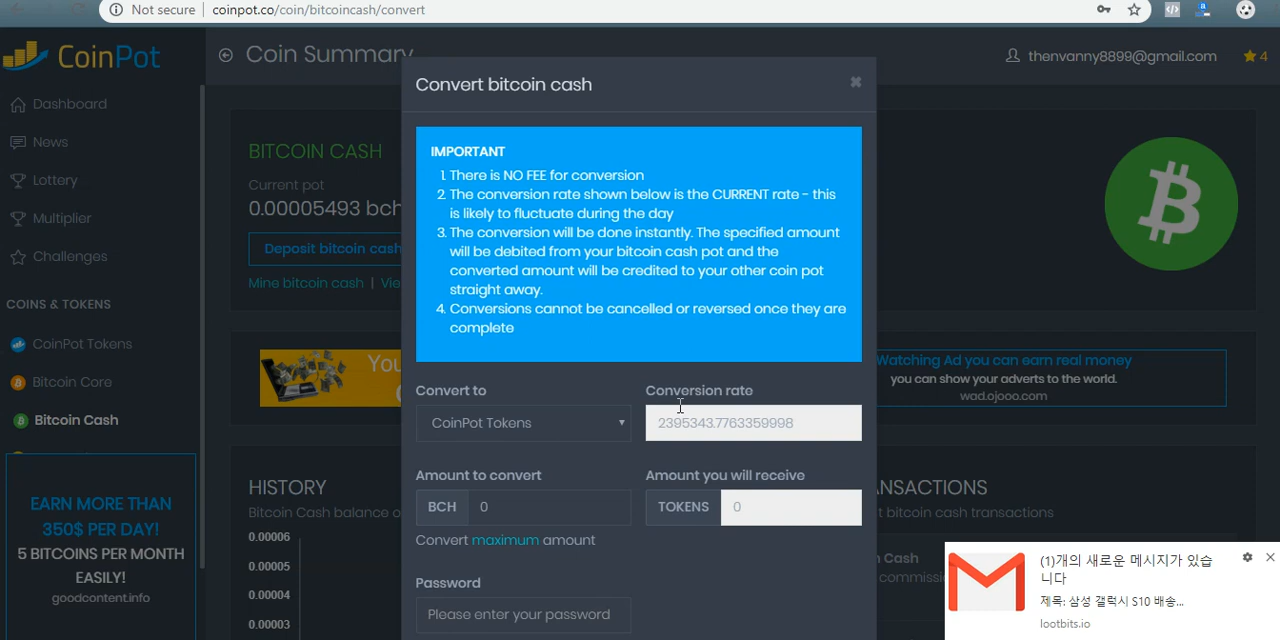 Not secure | coinpot.co/coin/bitcoincash/convert
CoinPot
Coin Summary
thenvanny8899@gmail.com
4
Dashboard
News
Lottery
Multiplier
Challenges
COINS & TOKENS
CoinPot Tokens
Bitcoin Core
Bitcoin Cash
EARN MORE THAN
350$ PER DAY!
5 BITCOINS PER MONTH
EASILY!
goodcontent.info
BITCOIN CASH
Current pot
0.00005493 bch
Deposit bitcoin cash
Mine bitcoin cash |
Convert bitcoin cash
IMPORTANT
1. There is NO FEE for conversion
2. The conversion rate shown below is the CURRENT rate - this
is likely to fluctuate during the day
3. The conversion will be done instantly. The specified amount
will be debited from your bitcoin cash pot and the
converted amount will be credited to your other coin pot
straight away.
4. Conversions cannot be cancelled or reversed once they are
complete
Convert to
Conversion rate
CoinPot Tokens
2395343.7763359998
Amount to convert
Amount you will receive
BCH 0
TOKENS 0
Convert maximum amount
Password
Please enter your password
Watching Ad you can earn real money
you can show your adverts to the world.
wad.ojooo.com
HISTORY
Bitcoin Cash balance
0.00006
0.00005
0.00004
0.00003
bitcoin cash transactions
Cash
(1)개의 새로운 메시지가 있습
니다
제목: 삼성 갤럭시 S10 배송...
lootbits.io